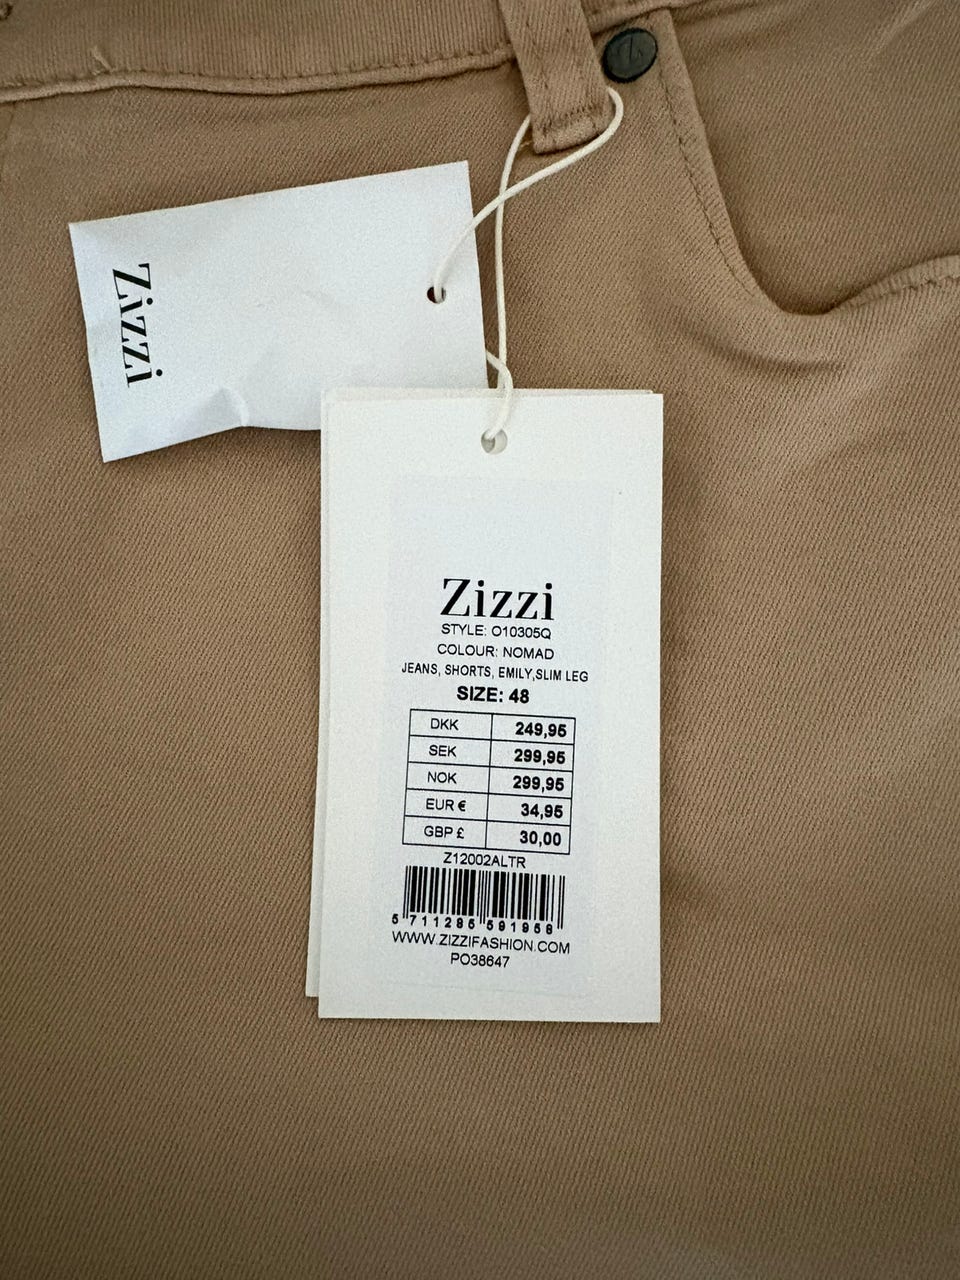 Zizzi
Zizzi
STYLE: O10305Q
COLOUR: NOMAD
JEANS, SHORTS, EMILY,SLIM LEG
SIZE: 48
DKK 249,95
SEK 299,95
NOK 299,95
EUR € 34,95
GBP £ 30,00
Z12002ALTR
5 711285 591958
WWW.ZIZZIFASHION.COM
PO38647